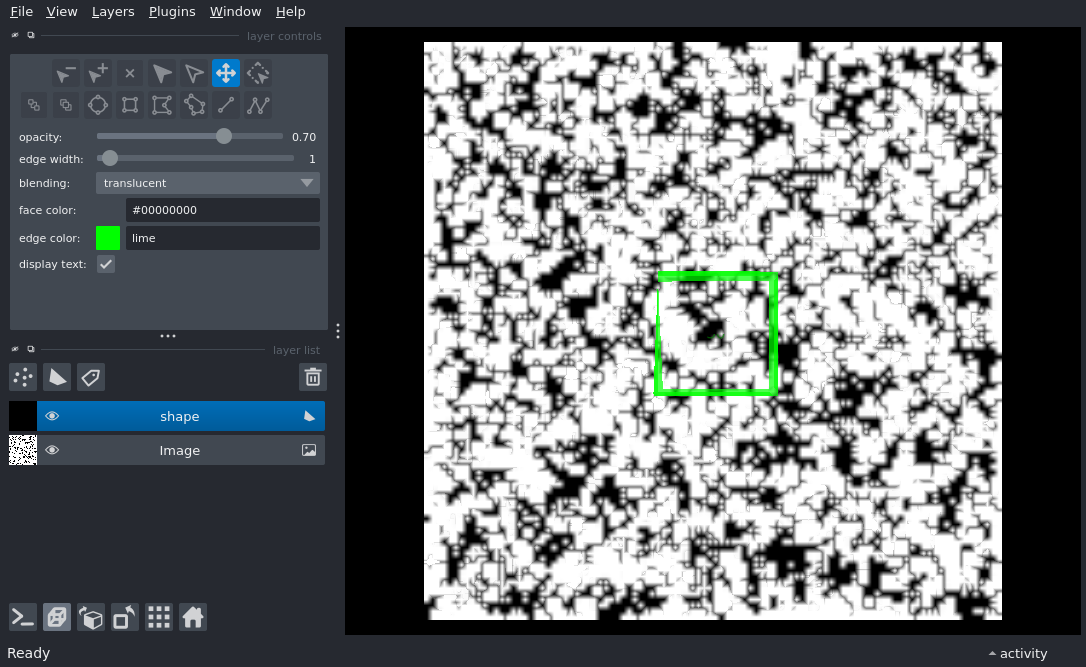 File View Layers Plugins Window Help
layer controls
opacity: 0.70
edge width: 1
blending: translucent
face color: #00000000
edge color: lime
display text:
layer list
shape
Image
Ready
activity